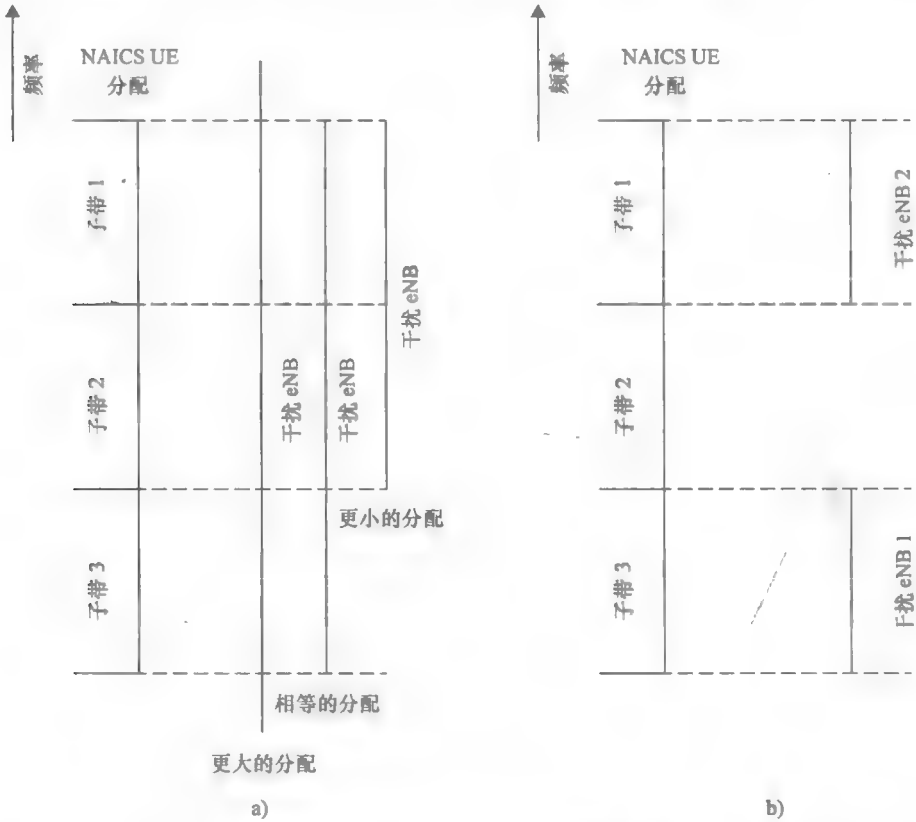 频率
NAICS UE
分配
子带 1
子带 2
子带 3
干扰 eNB
干扰 eNB
干扰 eNB
更小的分配
相等的分配
更大的分配
a)
频率
NAICS UE
分配
子带 1
子带 2
子带 3
干扰 eNB 2
干扰 eNB 1
b)